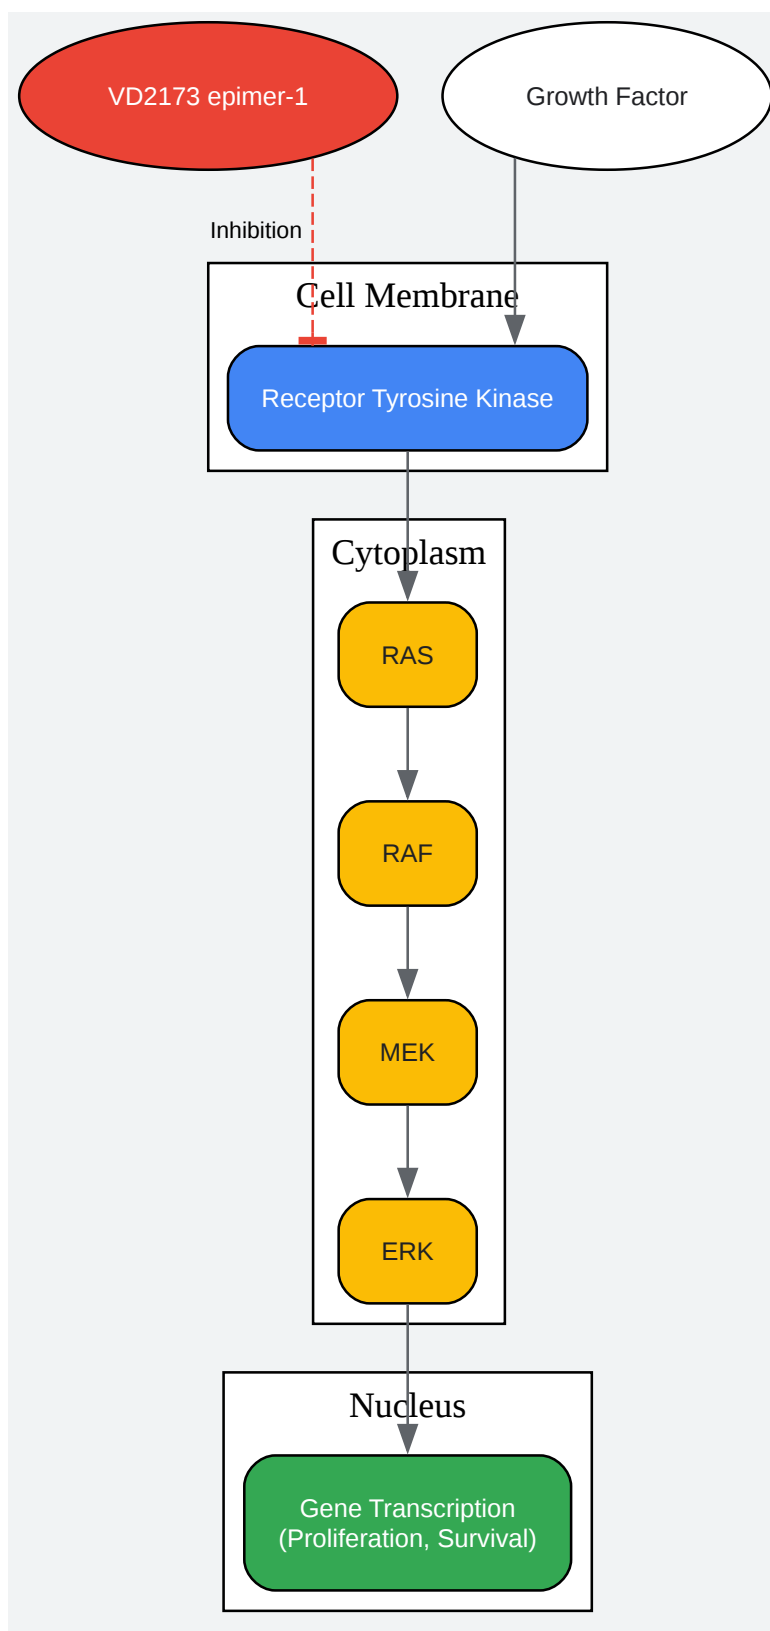 VD2173 epimer-1
Growth Factor
Inhibition
Cell Membrane
Receptor Tyrosine Kinase
Cytoplasm
RAS
RAF
MEK
ERK
Nucleus
Gene Transcription
(Proliferation, Survival)